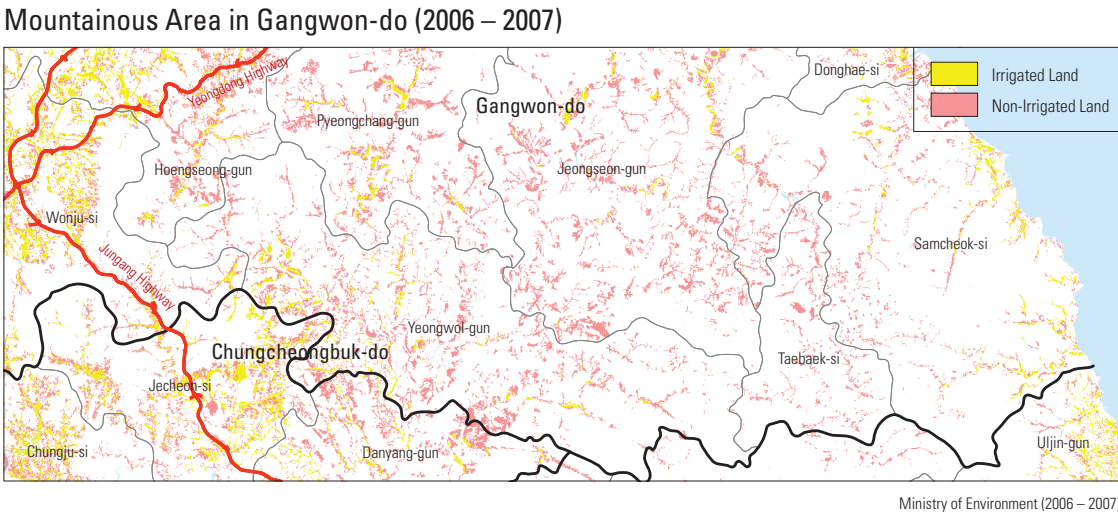 Mountainous Area in Gangwon-do (2006 – 2007)
Irrigated Land
Non-Irrigated Land
Donghae-si
Yeongdong Highway
Gangwon-do
Pyeongchang-gun
Hoengseong-gun
Jeongseon-gun
Wonju-si
Samcheok-si
Jungang Highway
Yeongwol-gun
Chungcheongbuk-do
Taebaek-si
Jecheon-si
Chungju-si
Danyang-gun
Uljin-gun
Ministry of Environment (2006 – 2007)